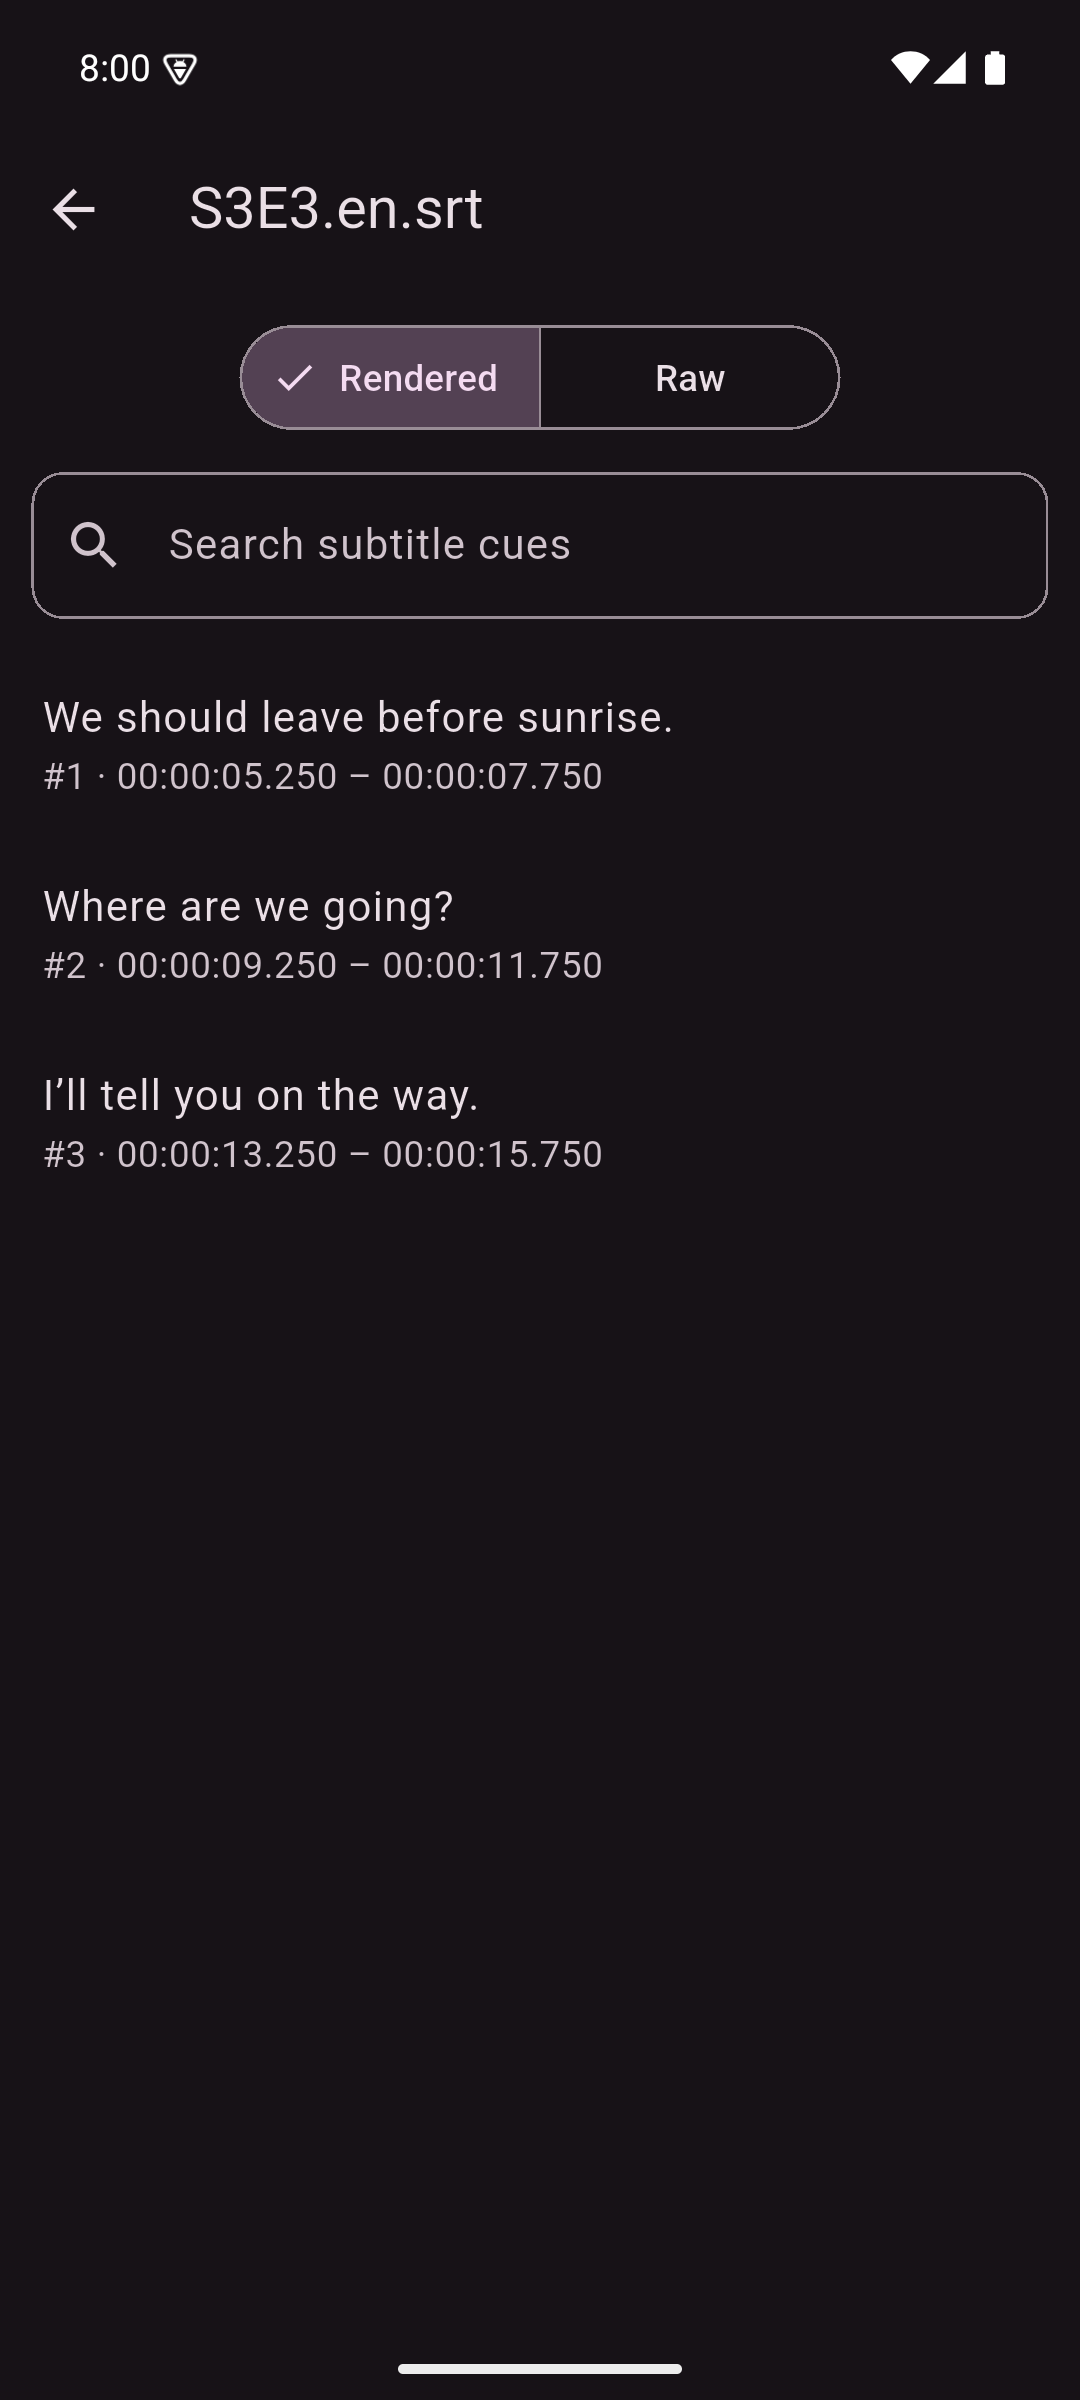 8:00
S3E3.en.srt
Rendered
Raw
Search subtitle cues
We should leave before sunrise.
#1 · 00:00:05.250 – 00:00:07.750
Where are we going?
#2 · 00:00:09.250 – 00:00:11.750
I’ll tell you on the way.
#3 · 00:00:13.250 – 00:00:15.750